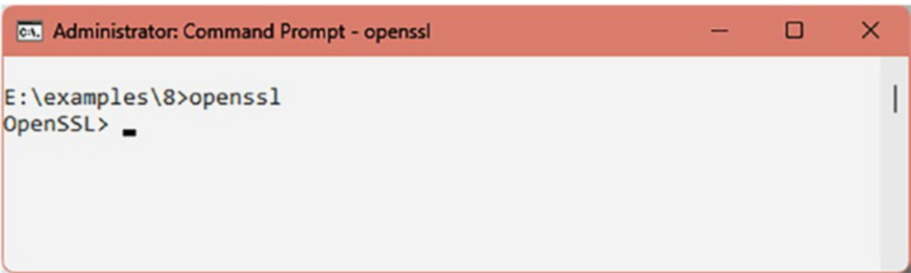 Administrator: Command Prompt - openssl
E:\examples\8>openssl
OpenSSL>